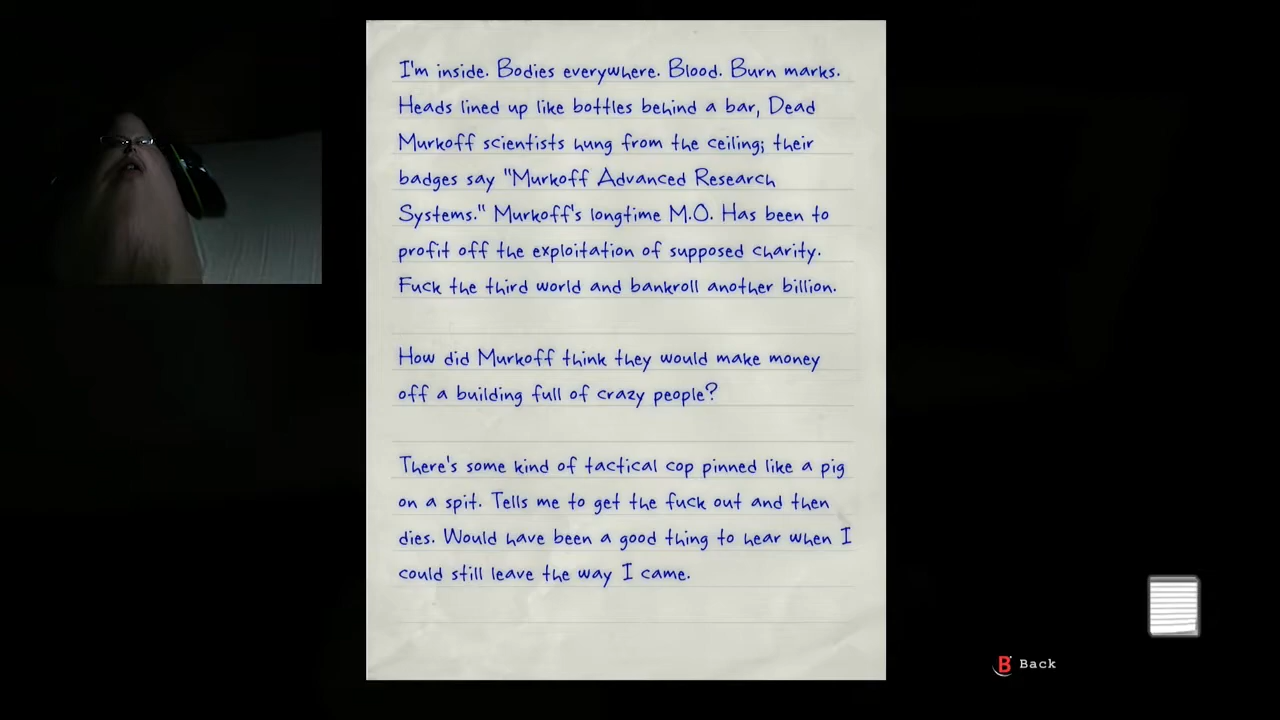 I'm inside. Bodies everywhere. Blood. Burn marks.
Heads lined up like bottles behind a bar, Dead
Murkoff scientists hung from the ceiling; their
badges say "Murkoff Advanced Research
Systems." Murkoff's longtime M.O. Has been to
profit off the exploitation of supposed charity.
Fuck the third world and bankroll another billion.
How did Murkoff think they would make money
off a building full of crazy people?
There's some kind of tactical cop pinned like a pig
on a spit. Tells me to get the fuck out and then
dies. Would have been a good thing to hear when I
could still leave the way I came.
B Back